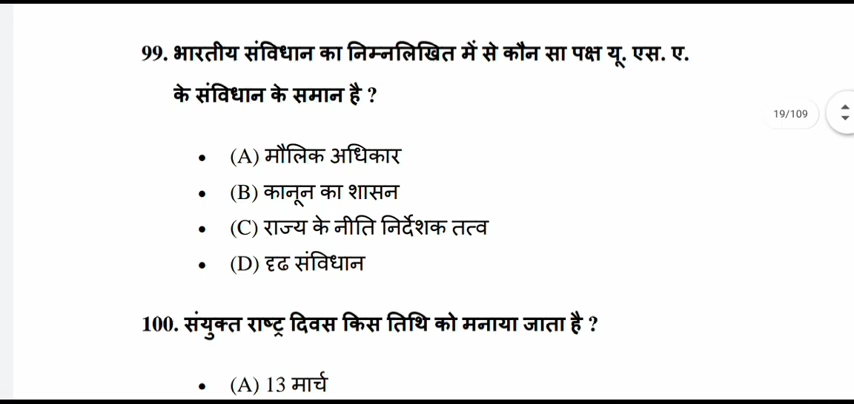 99. भारतीय संविधान का निम्नलिखित में से कौन सा पक्ष यू. एस. ए.
के संविधान के समान है ?
19/109
• (A) मौलिक अधिकार
• (B) कानून का शासन
• (C) राज्य के नीति निर्देशक तत्व
• (D) दृढ संविधान
100. संयुक्त राष्ट्र दिवस किस तिथि को मनाया जाता है ?
• (A) 13 मार्च